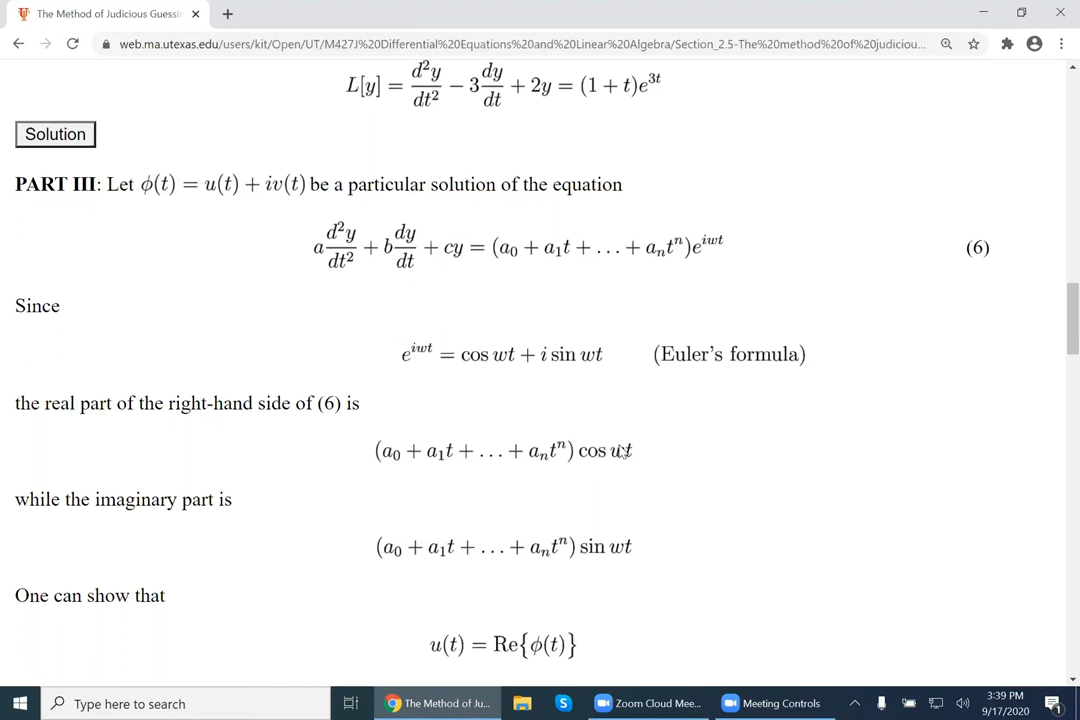 The Method of Judicious Guessin
web.ma.utexas.edu/users/kit/Open/UT/M427J%20Differential%20Equations%20and%20Linear%20Algebra/Section_2.5-The%20method%20of%20judiciou...
L[y] = d²y/dt² − 3 dy/dt + 2y = (1 + t)e³ᵗ
Solution
PART III: Let ϕ(t) = u(t) + iv(t) be a particular solution of the equation
a d²y/dt² + b dy/dt + cy = (a₀ + a₁t + . . . + aₙtⁿ)e^{iwt} (6)
Since
e^{iwt} = cos wt + i sin wt (Euler's formula)
the real part of the right-hand side of (6) is
(a₀ + a₁t + . . . + aₙtⁿ) cos wt
while the imaginary part is
(a₀ + a₁t + . . . + aₙtⁿ) sin wt
One can show that
u(t) = Re{ϕ(t)}
Type here to search
The Method of Ju...
Zoom Cloud Mee...
Meeting Controls
3:39 PM
9/17/2020
1